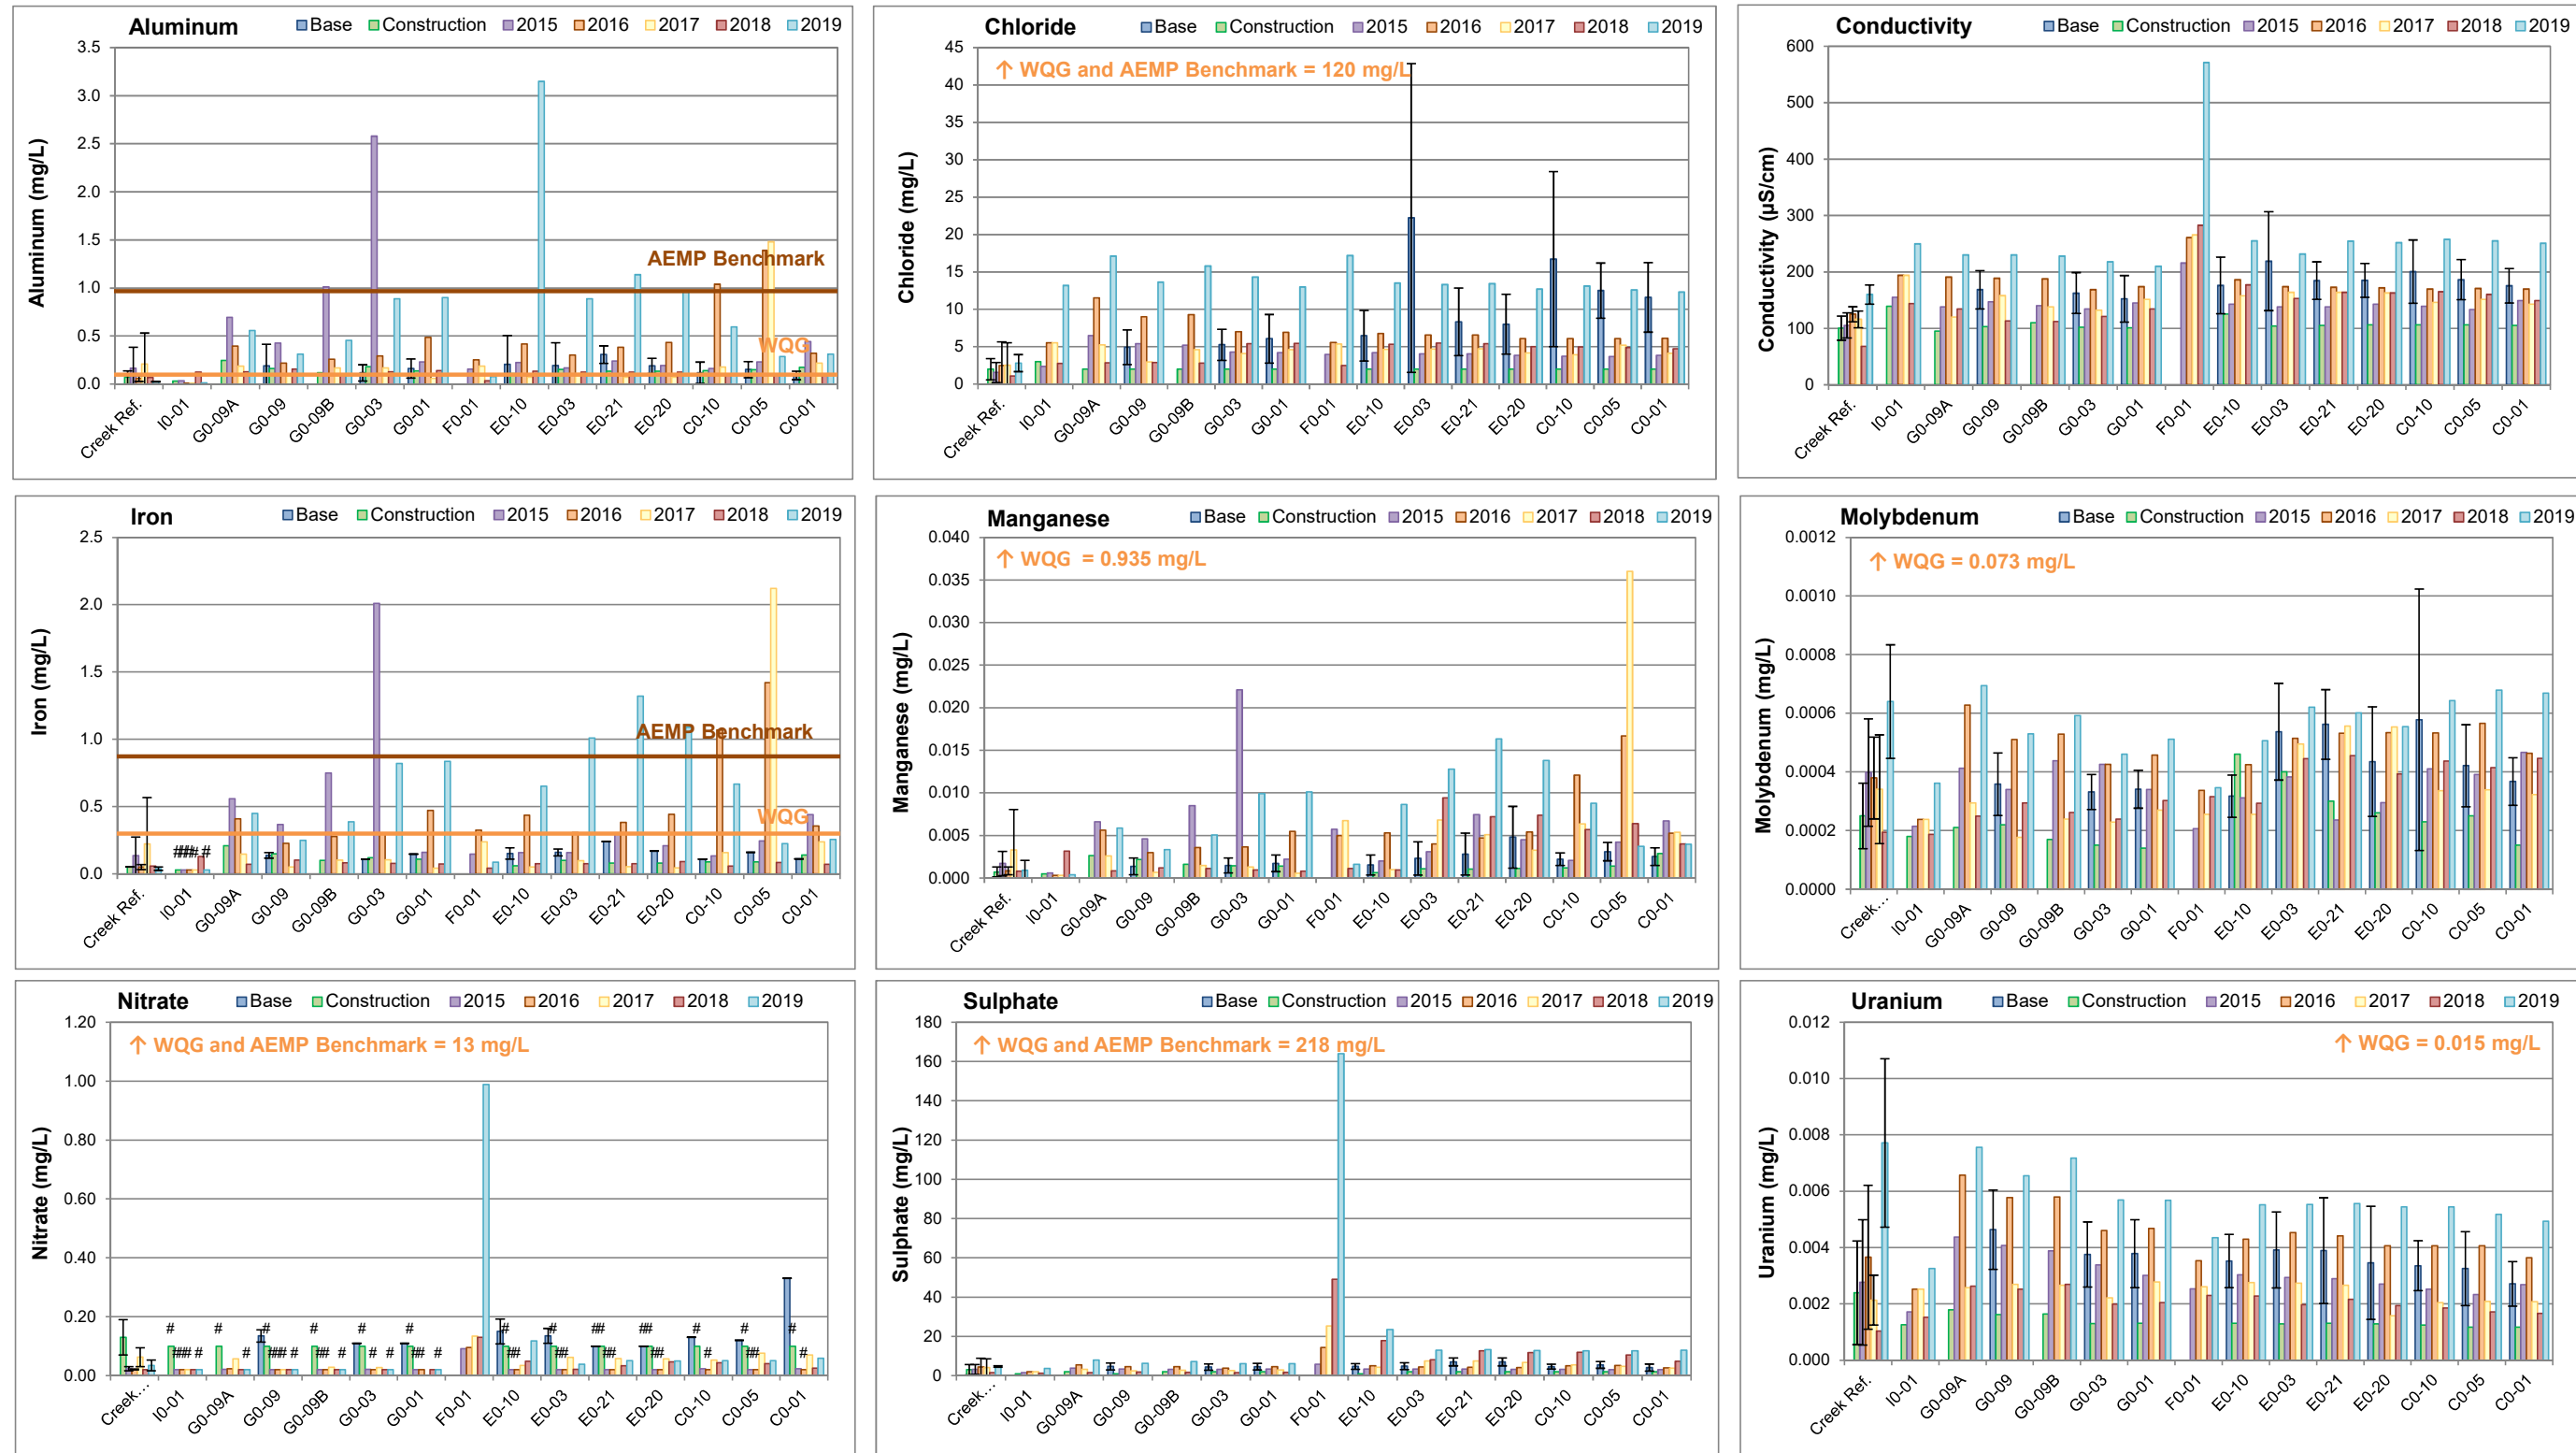 Aluminum
Base Construction 2015 2016 2017 2018 2019
3.5
3.0
2.5
2.0
1.5
1.0
0.5
0.0
Aluminum (mg/L)
AEMP Benchmark
WQG
Creek Ref. I0-01 G0-09A G0-09 G0-09B G0-03 G0-01 F0-01 E0-10 E0-03 E0-21 E0-20 C0-10 C0-05 C0-01
Chloride
Base Construction 2015 2016 2017 2018 2019
↑ WQG and AEMP Benchmark = 120 mg/L
45
40
35
30
25
20
15
10
5
0
Chloride (mg/L)
Creek Ref. I0-01 G0-09A G0-09 G0-09B G0-03 G0-01 F0-01 E0-10 E0-03 E0-21 E0-20 C0-10 C0-05 C0-01
Conductivity
Base Construction 2015 2016 2017 2018 2019
600
500
400
300
200
100
0
Conductivity (µS/cm)
Creek Ref. I0-01 G0-09A G0-09 G0-09B G0-03 G0-01 F0-01 E0-10 E0-03 E0-21 E0-20 C0-10 C0-05 C0-01
Iron
Base Construction 2015 2016 2017 2018 2019
2.5
2.0
1.5
1.0
0.5
0.0
Iron (mg/L)
AEMP Benchmark
WQG
#### #
Creek Ref. I0-01 G0-09A G0-09 G0-09B G0-03 G0-01 F0-01 E0-10 E0-03 E0-21 E0-20 C0-10 C0-05 C0-01
Manganese
Base Construction 2015 2016 2017 2018 2019
↑ WQG = 0.935 mg/L
0.040
0.035
0.030
0.025
0.020
0.015
0.010
0.005
0.000
Manganese (mg/L)
Creek Ref. I0-01 G0-09A G0-09 G0-09B G0-03 G0-01 F0-01 E0-10 E0-03 E0-21 E0-20 C0-10 C0-05 C0-01
Molybdenum
Base Construction 2015 2016 2017 2018 2019
↑ WQG = 0.073 mg/L
0.0012
0.0010
0.0008
0.0006
0.0004
0.0002
0.0000
Molybdenum (mg/L)
Creek... I0-01 G0-09A G0-09 G0-09B G0-03 G0-01 F0-01 E0-10 E0-03 E0-21 E0-20 C0-10 C0-05 C0-01
Nitrate
Base Construction 2015 2016 2017 2018 2019
↑ WQG and AEMP Benchmark = 13 mg/L
1.20
1.00
0.80
0.60
0.40
0.20
0.00
Nitrate (mg/L)
# # # # # # # # ## ## # # #
### # # ### # ## # # # ## # ## ## ## ## # ## #
Creek... I0-01 G0-09A G0-09 G0-09B G0-03 G0-01 F0-01 E0-10 E0-03 E0-21 E0-20 C0-10 C0-05 C0-01
Sulphate
Base Construction 2015 2016 2017 2018 2019
↑ WQG and AEMP Benchmark = 218 mg/L
180
160
140
120
100
80
60
40
20
0
Sulphate (mg/L)
Creek... I0-01 G0-09A G0-09 G0-09B G0-03 G0-01 F0-01 E0-10 E0-03 E0-21 E0-20 C0-10 C0-05 C0-01
Uranium
Base Construction 2015 2016 2017 2018 2019
↑ WQG = 0.015 mg/L
0.012
0.010
0.008
0.006
0.004
0.002
0.000
Uranium (mg/L)
Creek Ref. I0-01 G0-09A G0-09 G0-09B G0-03 G0-01 F0-01 E0-10 E0-03 E0-21 E0-20 C0-10 C0-05 C0-01